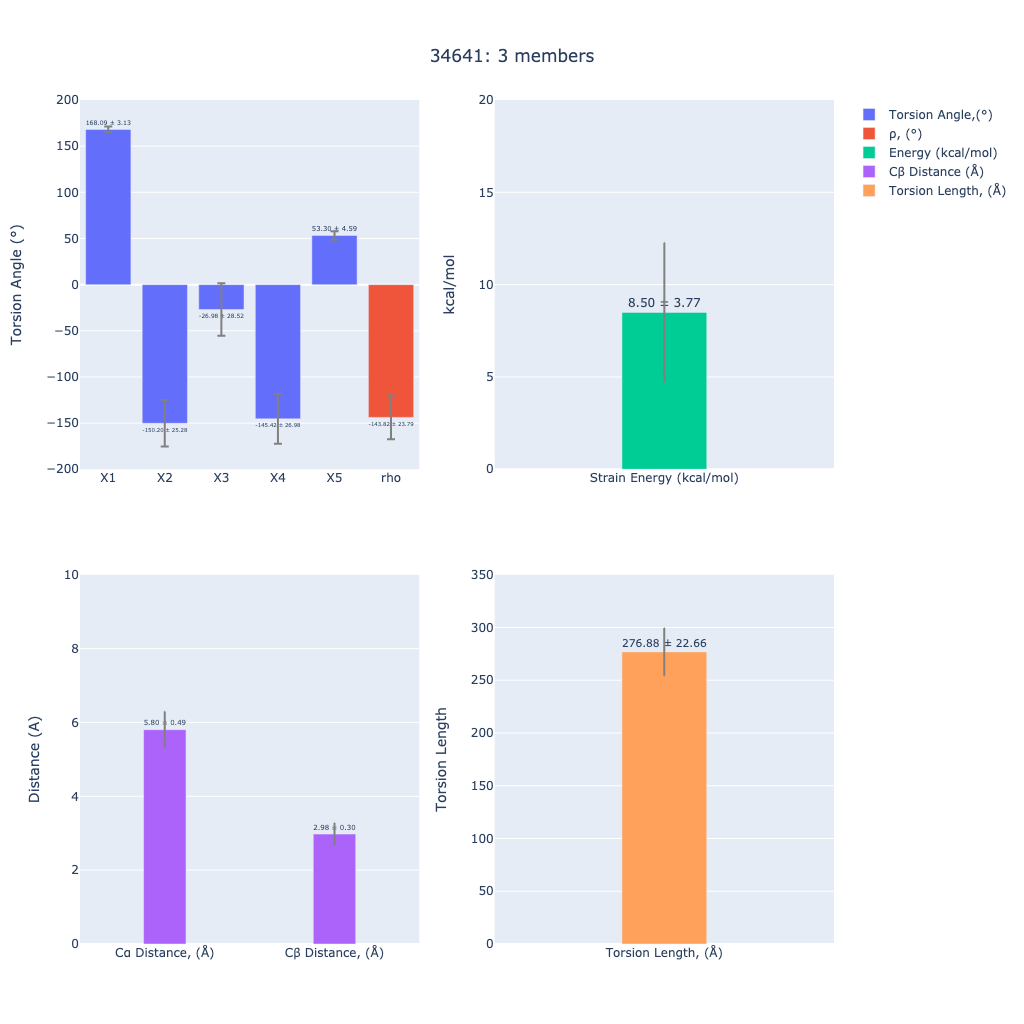 34641: 3 members
Torsion Angle (°)
200
150
100
50
0
−50
−100
−150
−200
168.09 ± 3.13
-150.20 ± 25.28
-26.98 ± 28.52
-145.42 ± 26.98
53.30 ± 4.59
-143.82 ± 23.79
X1 X2 X3 X4 X5 rho
kcal/mol
20
15
10
5
0
8.50 ± 3.77
Strain Energy (kcal/mol)
Torsion Angle,(°)
ρ, (°)
Energy (kcal/mol)
Cβ Distance (Å)
Torsion Length, (Å)
Distance (A)
10
8
6
4
2
0
5.80 ± 0.49
2.98 ± 0.30
Cα Distance, (Å) Cβ Distance, (Å)
Torsion Length
350
300
250
200
150
100
50
0
276.88 ± 22.66
Torsion Length, (Å)